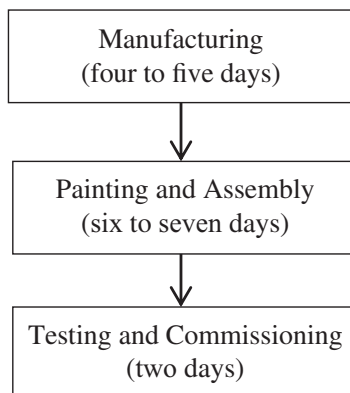 Manufacturing
(four to five days)
Painting and Assembly
(six to seven days)
Testing and Commissioning
(two days)